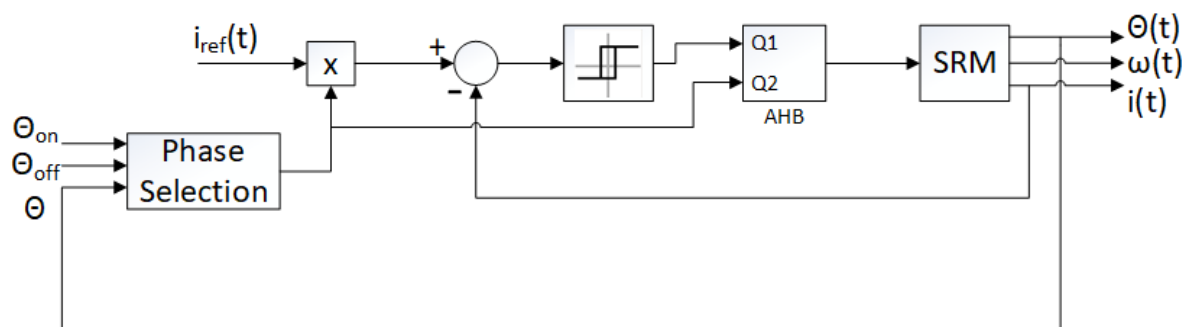 i_ref(t)
x
+
-
Q1
Q2
AHB
SRM
Θ(t)
ω(t)
i(t)
Θ_on
Θ_off
Θ
Phase
Selection